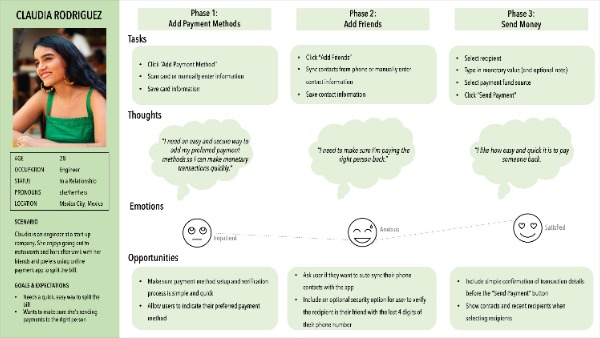 CLAUDIA RODRIGUEZ
AGE 28
OCCUPATION Engineer
STATUS In a Relationship
PRONOUNS she/her/hers
LOCATION Mexico City, Mexico
SCENARIO
Claudia is an engineer at a start-up
company. She enjoys going out to
restaurants and bars after work with her
friends and prefers using online
payment app to split the bill.
GOALS & EXPECTATIONS
• Needs a quick, easy way to split the
bill
• Wants to make sure she's sending
payments to the right person
Phase 1:
Add Payment Methods
Phase 2:
Add Friends
Phase 3:
Send Money
Tasks
• Click "Add Payment Method"
• Scan card or manually enter information
• Save card information
• Click "Add Friends"
• Sync contacts from phone or manually enter
contact information
• Save contact information
• Select recipient
• Type in monetary value (and optional note)
• Select payment fund source
• Click "Send Payment"
Thoughts
"I need an easy and secure way to
add my preferred payment
methods so I can make monetary
transactions quickly."
"I need to make sure I'm paying the
right person back."
"I like how easy and quick it is to pay
someone back.
Emotions
Impatient
Anxious
Satisfied
Opportunities
• Make sure payment method setup and verification
process is simple and quick
• Allow users to indicate their preferred payment
method
• Ask user if they want to auto sync their phone
contacts with the app
• Include an optional security option for user to verify
the recipient is their friend with the last 4 digits of
their phone number
• Include simple confirmation of transaction details
before the "Send Payment" button
• Show contacts and recent recipients when
selecting recipients